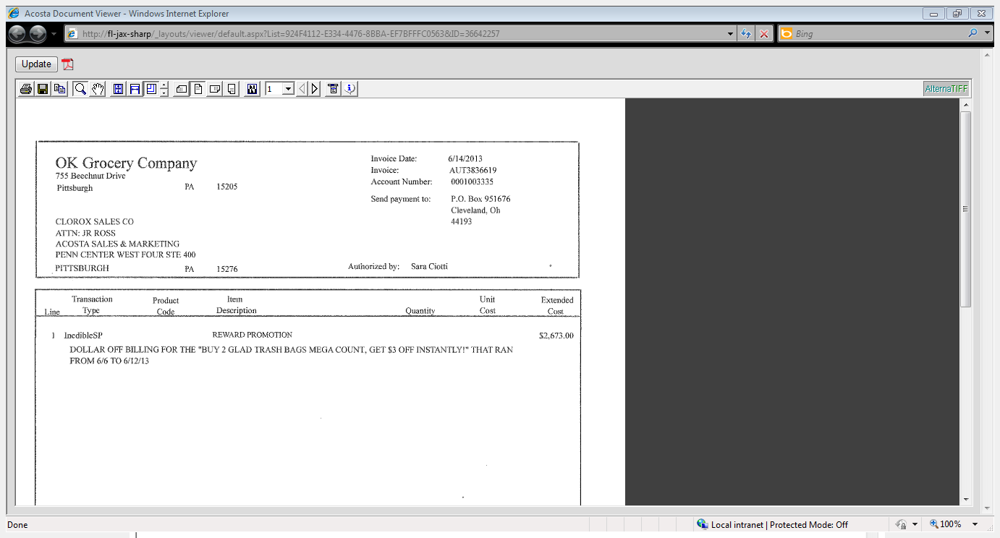 Acosta Document Viewer - Windows Internet Explorer
http://fl-jax-sharp/_layouts/viewer/default.aspx?List=924F4112-E334-4476-8BBA-EF7BFFFC0563&ID=36642257
Bing
Update
1
AlternaTIFF
OK Grocery Company
755 Beechnut Drive
Pittsburgh PA 15205
Invoice Date: 6/14/2013
Invoice: AUT3836619
Account Number: 0001003335
Send payment to: P.O. Box 951676
Cleveland, Oh
44193
CLOROX SALES CO
ATTN: JR ROSS
ACOSTA SALES & MARKETING
PENN CENTER WEST FOUR STE 400
PITTSBURGH PA 15276
Authorized by: Sara Ciotti
Transaction Product Item Unit Extended
Line Type Code Description Quantity Cost Cost
1 InedibleSP REWARD PROMOTION $2,673.00
DOLLAR OFF BILLING FOR THE "BUY 2 GLAD TRASH BAGS MEGA COUNT, GET $3 OFF INSTANTLY!" THAT RAN
FROM 6/6 TO 6/12/13
Done
Local intranet | Protected Mode: Off
100%